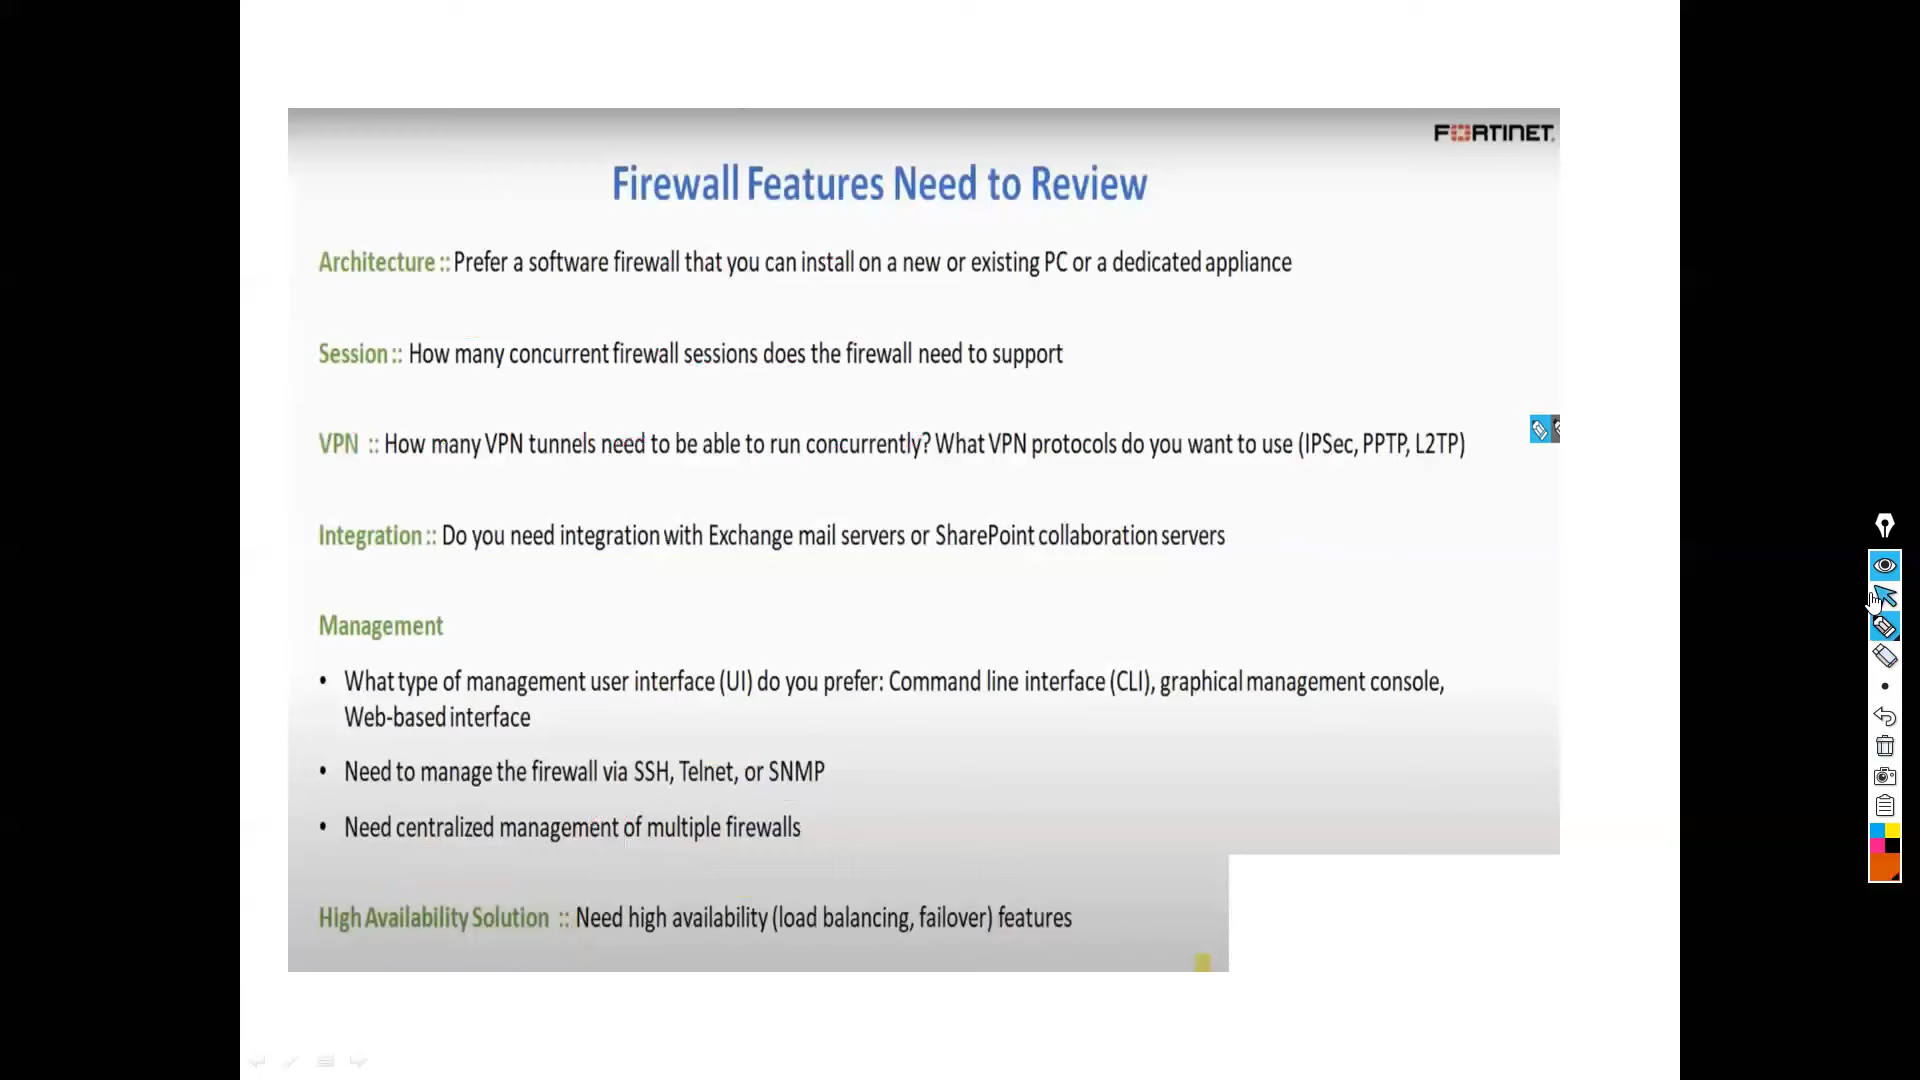 FORTINET
Firewall Features Need to Review
Architecture :: Prefer a software firewall that you can install on a new or existing PC or a dedicated appliance
Session :: How many concurrent firewall sessions does the firewall need to support
VPN :: How many VPN tunnels need to be able to run concurrently? What VPN protocols do you want to use (IPSec, PPTP, L2TP)
Integration :: Do you need integration with Exchange mail servers or SharePoint collaboration servers
Management
• What type of management user interface (UI) do you prefer: Command line interface (CLI), graphical management console,
Web-based interface
• Need to manage the firewall via SSH, Telnet, or SNMP
• Need centralized management of multiple firewalls
High Availability Solution :: Need high availability (load balancing, failover) features